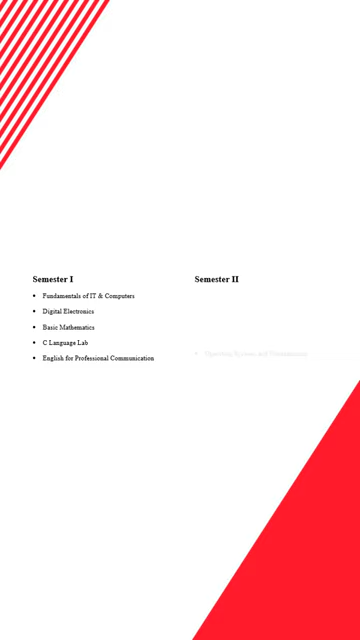 Semester I
Fundamentals of IT & Computers
Digital Electronics
Basic Mathematics
C Language Lab
English for Professional Communication
Semester II